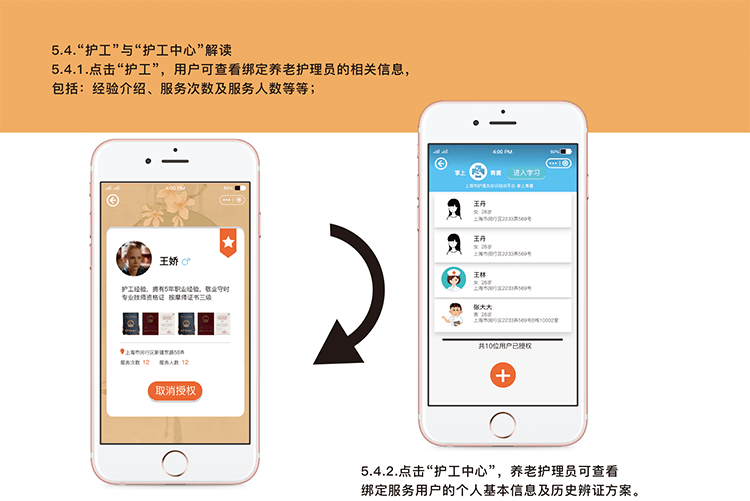 5.4.“护工”与“护工中心”解读
5.4.1.点击“护工”，用户可查看绑定养老护理员的相关信息，
包括：经验介绍、服务次数及服务人数等等；
4:00 PM
50%
王娇
护工经验，拥有5年职业经验，敬业守时
专业技师资格证 按摩师证书三级
上海市闵行区新建东路58弄
服务次数 12 服务人数 12
取消授权
4:00 PM
50%
掌上
青囊
进入学习
王丹
女 28岁
上海市闵行区2233弄569号
王丹
女 28岁
上海市闵行区2233弄569号
王林
女 28岁
上海市闵行区2233弄569号
张大大
男 28岁
上海市闵行区2233弄569号8栋10002室
共10位用户已授权
5.4.2.点击“护工中心”，养老护理员可查看
绑定服务用户的个人基本信息及历史辨证方案。